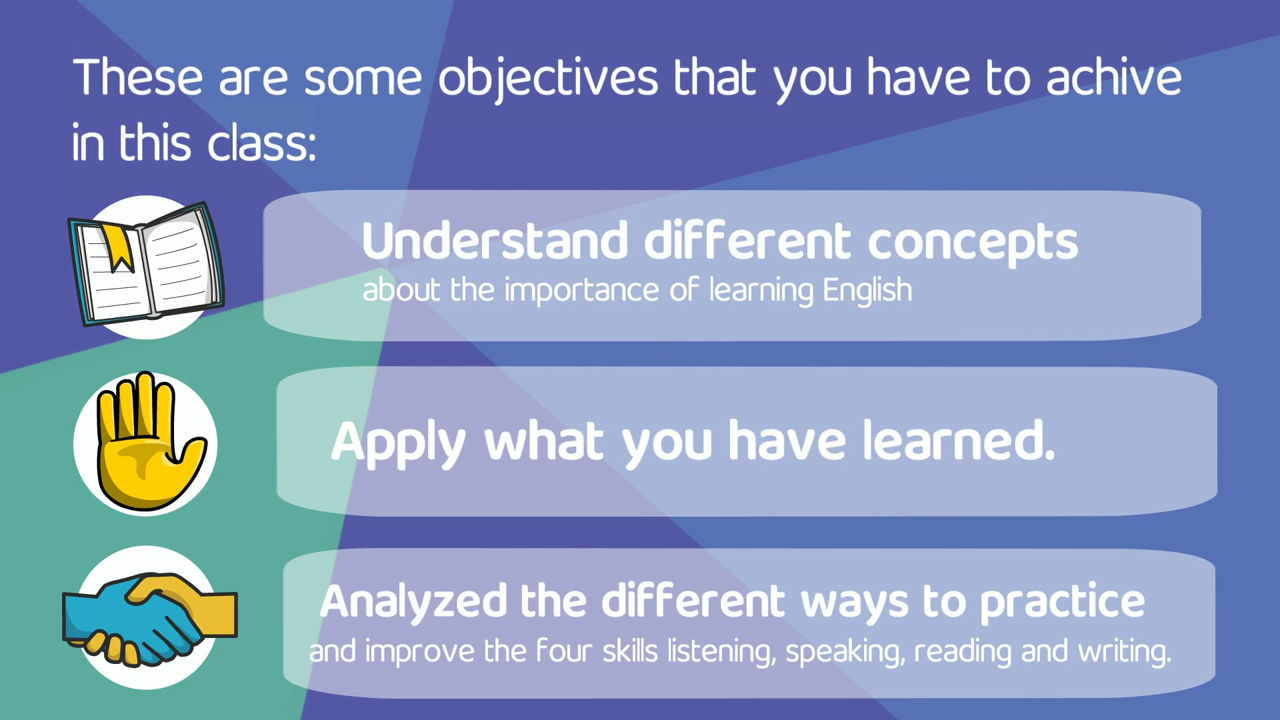 These are some objectives that you have to achive
in this class:
Understand different concepts
about the importance of learning English
Apply what you have learned.
Analyzed the different ways to practice
and improve the four skills listening, speaking, reading and writing.